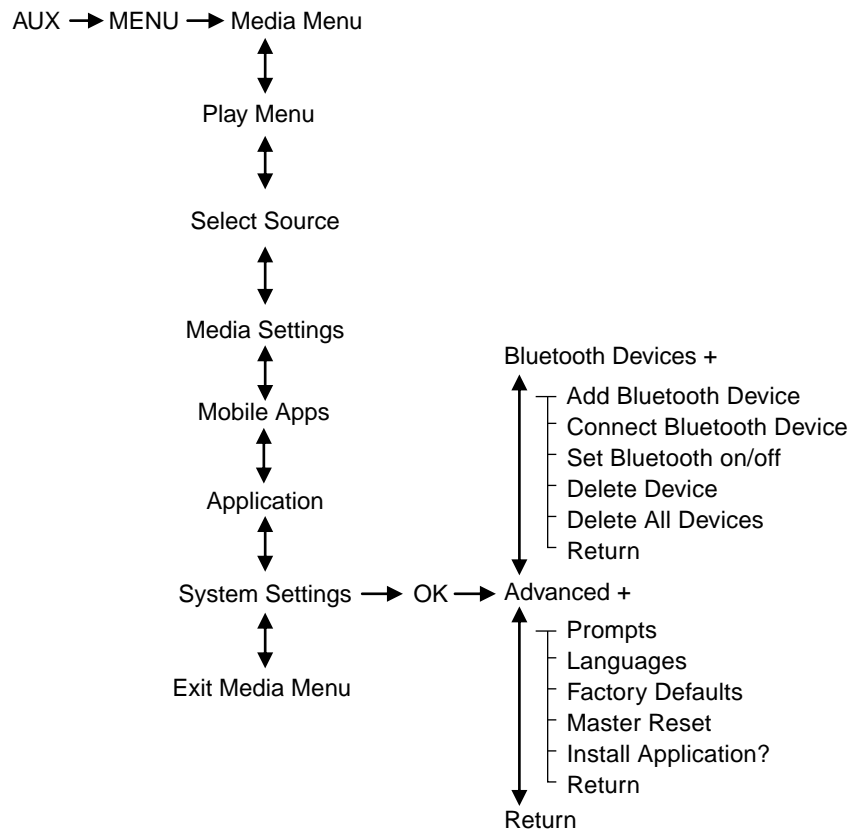 AUX MENU Media Menu
Play Menu
Select Source
Media Settings
Mobile Apps
Application
System Settings OK
Exit Media Menu
Bluetooth Devices +
Add Bluetooth Device
Connect Bluetooth Device
Set Bluetooth on/off
Delete Device
Delete All Devices
Return
Advanced +
Prompts
Languages
Factory Defaults
Master Reset
Install Application?
Return
Return